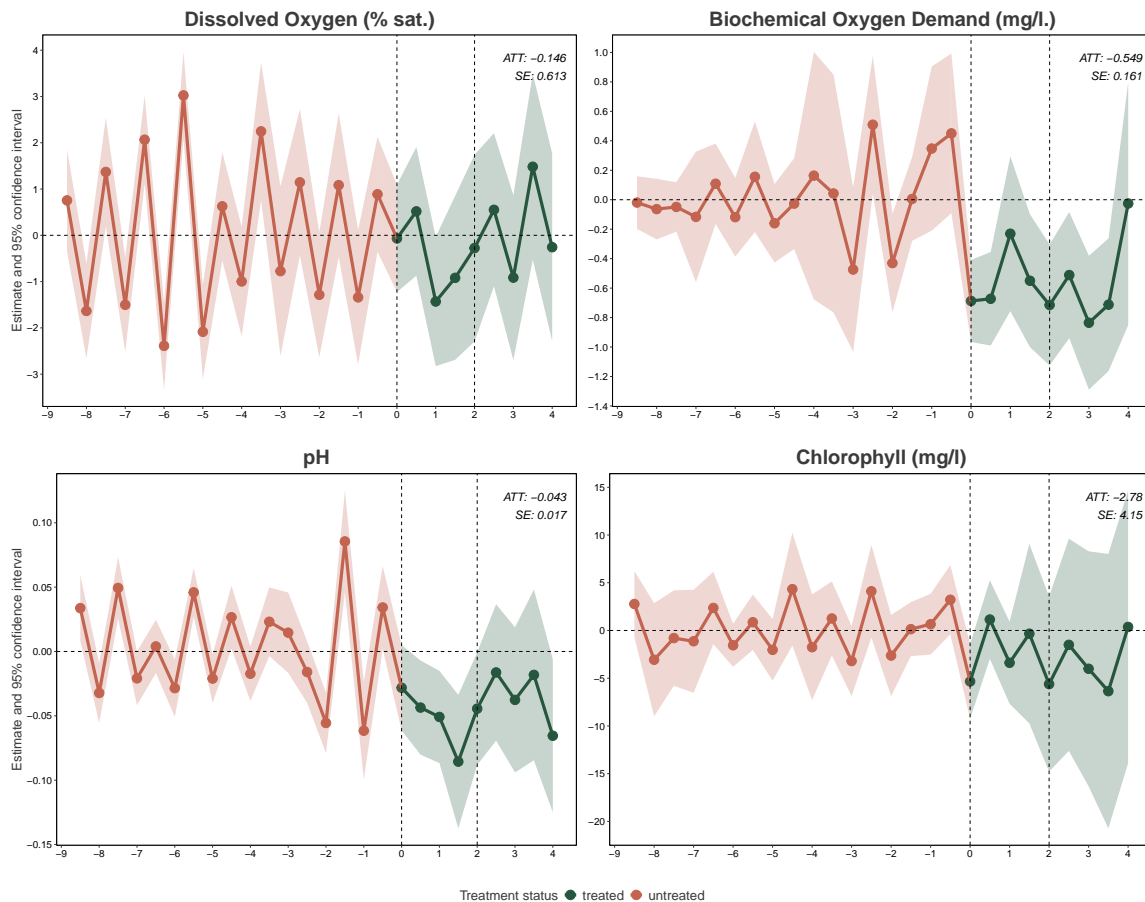 Dissolved Oxygen (% sat.)
Biochemical Oxygen Demand (mg/l.)
ATT: −0.146
SE: 0.613
ATT: −0.549
SE: 0.161
Estimate and 95% confidence interval
4
3
2
1
0
−1
−2
−3
1.0
0.8
0.6
0.4
0.2
0.0
−0.2
−0.4
−0.6
−0.8
−1.0
−1.2
−1.4
−9 −8 −7 −6 −5 −4 −3 −2 −1 0 1 2 3 4
−9 −8 −7 −6 −5 −4 −3 −2 −1 0 1 2 3 4
pH
Chlorophyll (mg/l)
ATT: −0.043
SE: 0.017
ATT: −2.78
SE: 4.15
Estimate and 95% confidence interval
0.10
0.05
0.00
−0.05
−0.10
−0.15
15
10
5
0
−5
−10
−15
−20
−9 −8 −7 −6 −5 −4 −3 −2 −1 0 1 2 3 4
−9 −8 −7 −6 −5 −4 −3 −2 −1 0 1 2 3 4
Treatment status treated untreated